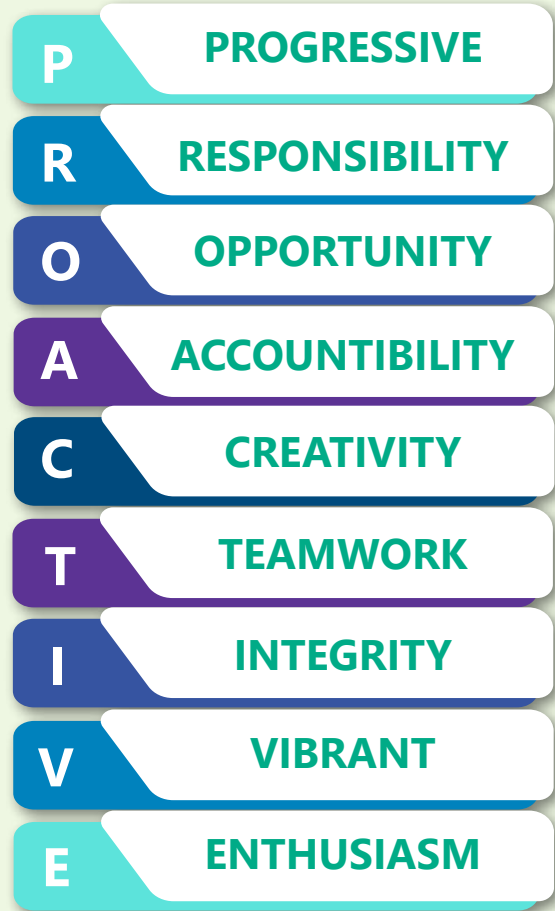 P PROGRESSIVE
R RESPONSIBILITY
O OPPORTUNITY
A ACCOUNTIBILITY
C CREATIVITY
T TEAMWORK
I INTEGRITY
V VIBRANT
E ENTHUSIASM